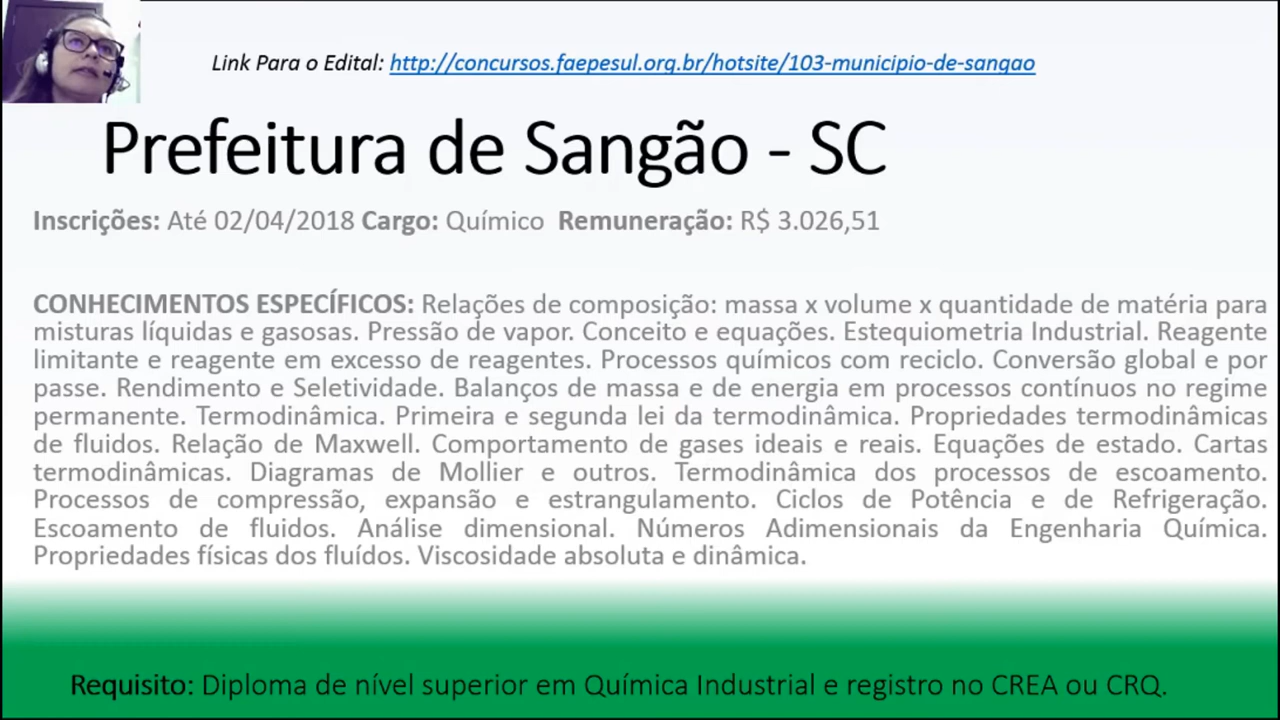 Link Para o Edital: http://concursos.faepesul.org.br/hotsite/103-municipio-de-sangao
Prefeitura de Sangão - SC
Inscrições: Até 02/04/2018 Cargo: Químico Remuneração: R$ 3.026,51
CONHECIMENTOS ESPECÍFICOS: Relações de composição: massa x volume x quantidade de matéria para
misturas líquidas e gasosas. Pressão de vapor. Conceito e equações. Estequiometria Industrial. Reagente
limitante e reagente em excesso de reagentes. Processos químicos com reciclo. Conversão global e por
passe. Rendimento e Seletividade. Balanços de massa e de energia em processos contínuos no regime
permanente. Termodinâmica. Primeira e segunda lei da termodinâmica. Propriedades termodinâmicas
de fluidos. Relação de Maxwell. Comportamento de gases ideais e reais. Equações de estado. Cartas
termodinâmicas. Diagramas de Mollier e outros. Termodinâmica dos processos de escoamento.
Processos de compressão, expansão e estrangulamento. Ciclos de Potência e de Refrigeração.
Escoamento de fluidos. Análise dimensional. Números Adimensionais da Engenharia Química.
Propriedades físicas dos fluídos. Viscosidade absoluta e dinâmica.
Requisito: Diploma de nível superior em Química Industrial e registro no CREA ou CRQ.